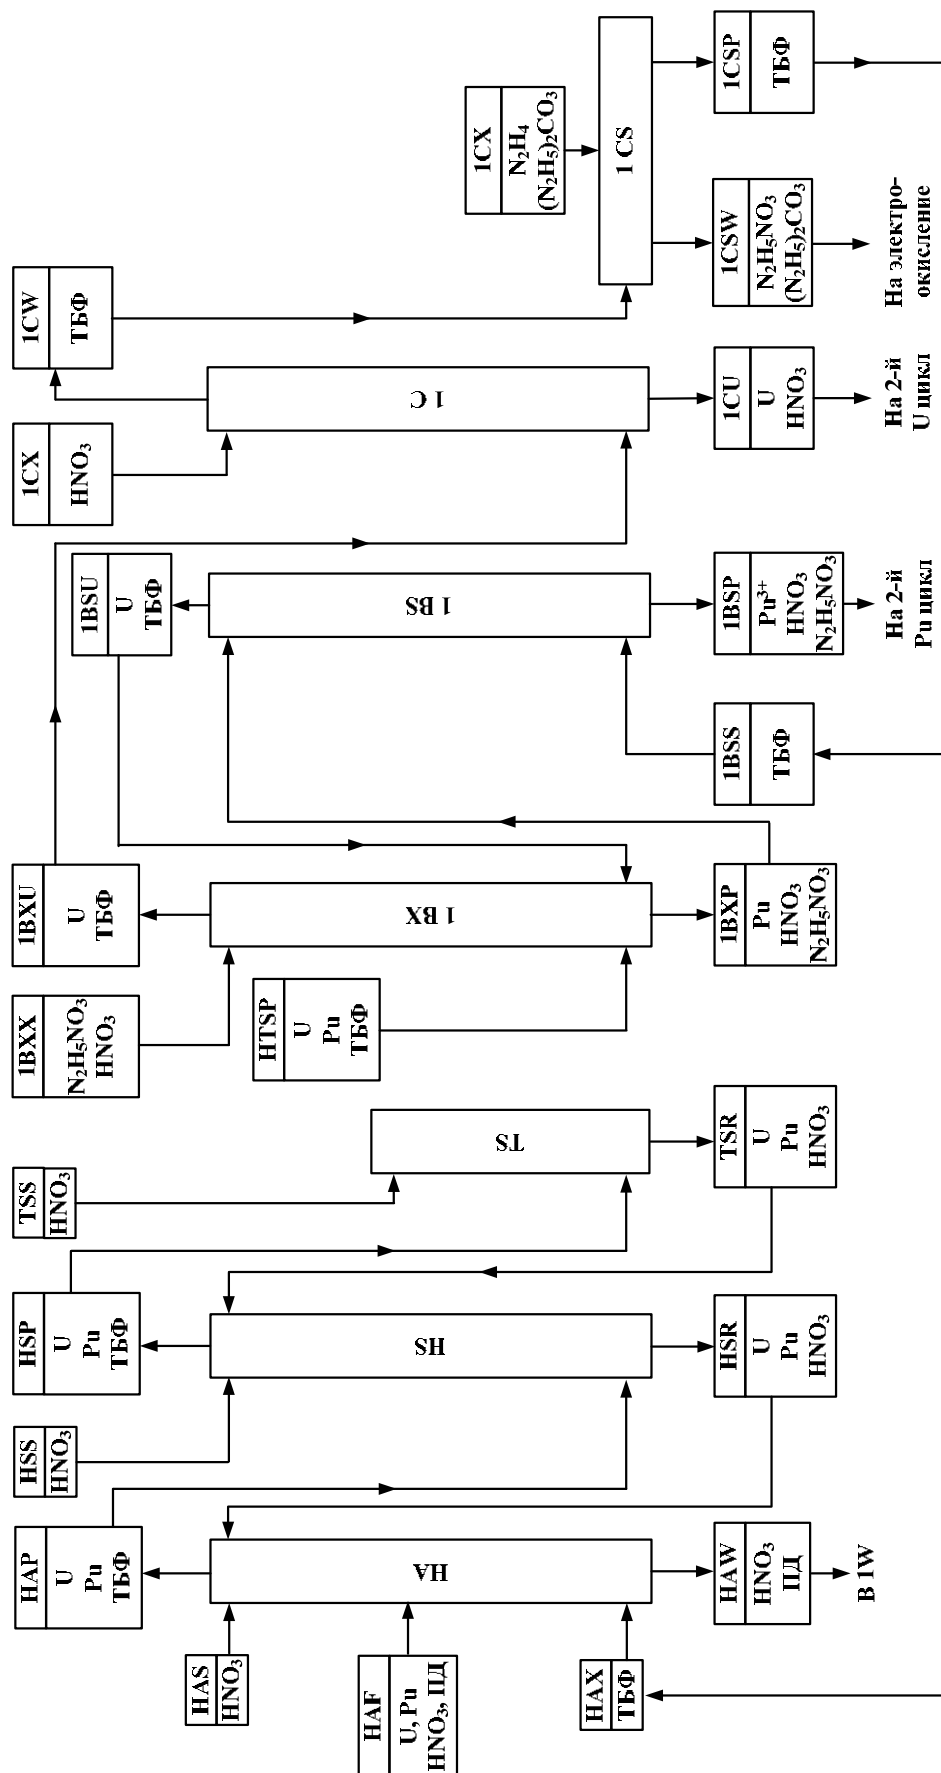 HAS
HNO₃
HAF
U, Pu
HNO₃, ПД
HAX
ТБФ
HAP
U
Pu
ТБФ
HA
HAW
HNO₃
ПД
В 1W
HSS
HNO₃
HSP
U
Pu
ТБФ
HS
HSR
U
Pu
HNO₃
TSS
HNO₃
TS
TSR
U
Pu
HNO₃
1BXX
N₂H₅NO₃
HNO₃
HTSP
U
Pu
ТБФ
1BXU
U
ТБФ
1 BX
1BXP
Pu
HNO₃
N₂H₅NO₃
1BSS
ТБФ
1BSU
U
ТБФ
1 BS
1BSP
Pu³⁺
HNO₃
N₂H₅NO₃
На 2-й
Pu цикл
1CX
HNO₃
1 C
1CU
U
HNO₃
На 2-й
U цикл
1CW
ТБФ
1CX
N₂H₄
(N₂H₅)₂CO₃
1 CS
1CSW
N₂H₅NO₃
(N₂H₅)₂CO₃
На электро-
окисление
1CSP
ТБФ